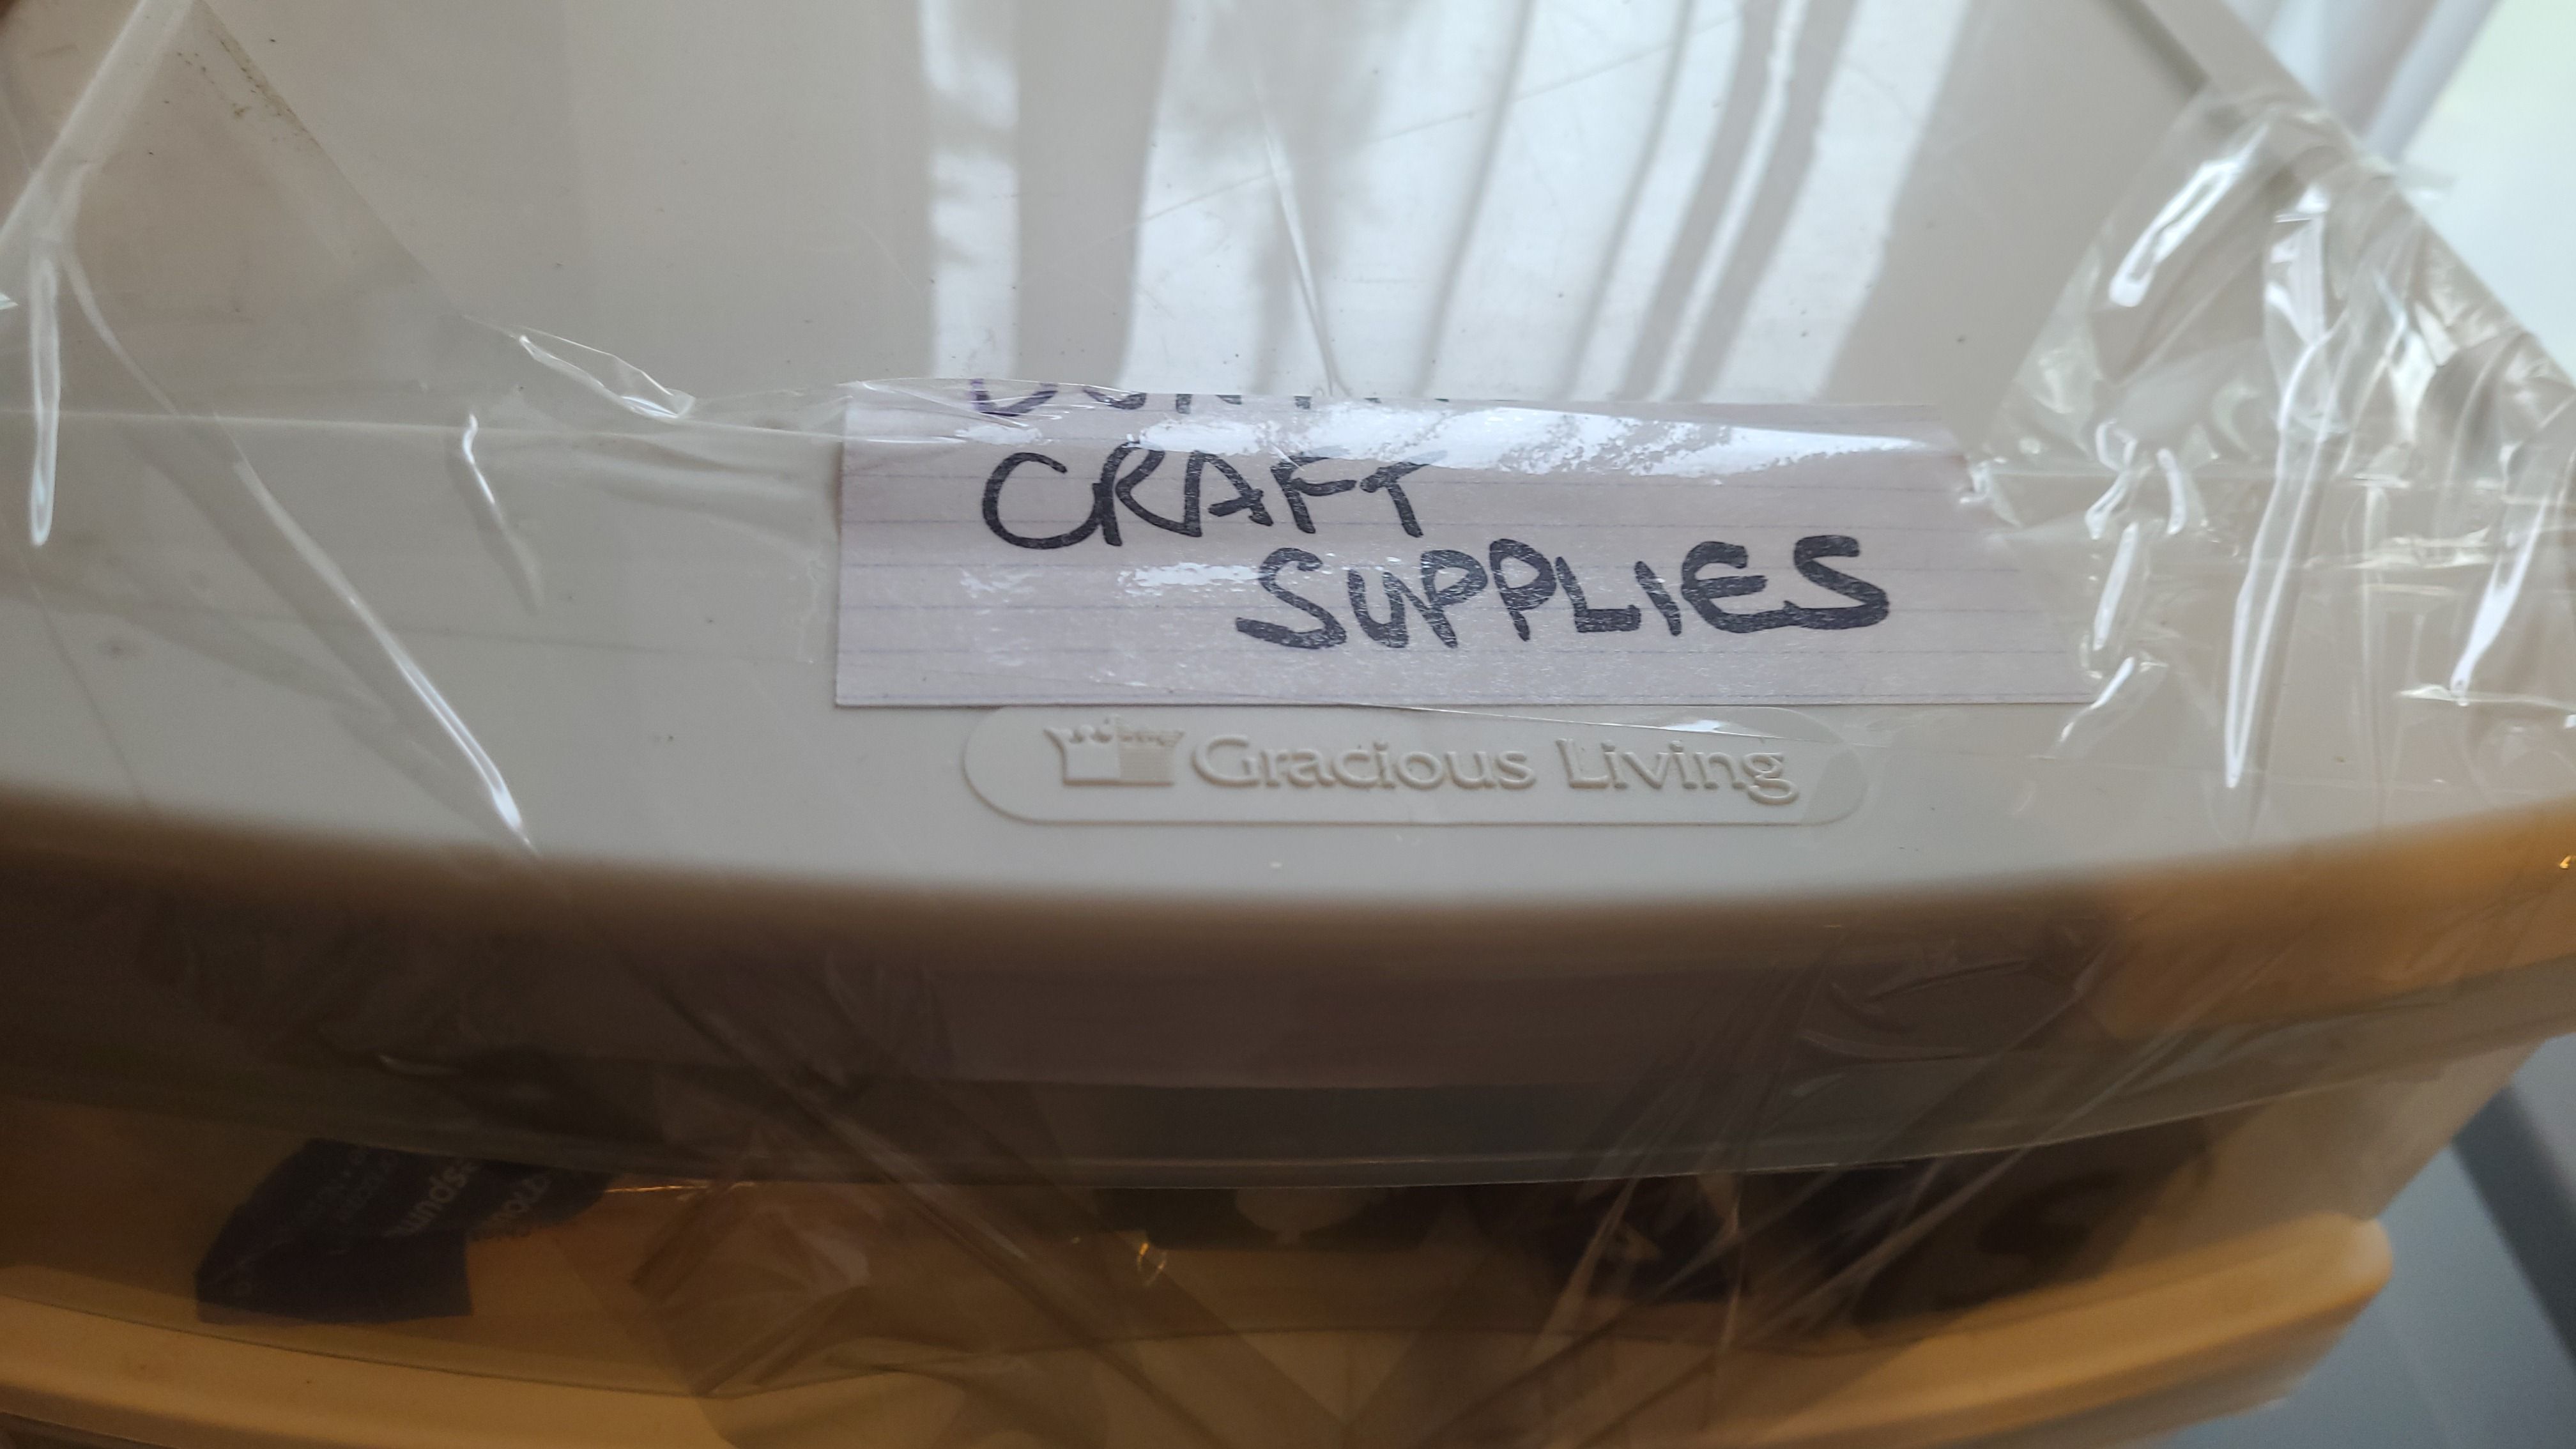 CRAFT
SUPPLIES
Gracious Living